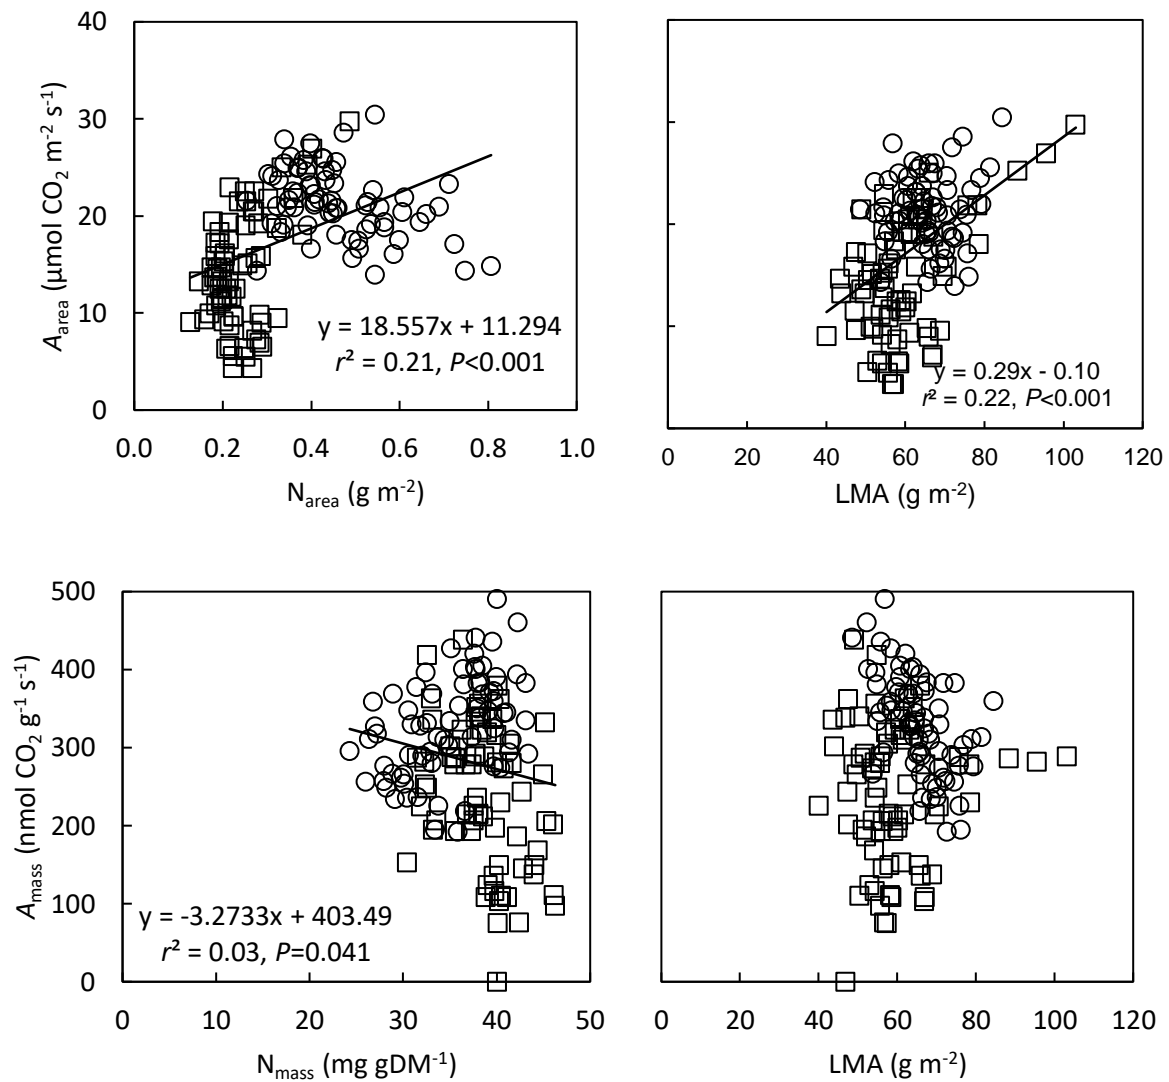 40
30
20
10
0
A_area (µmol CO₂ m⁻² s⁻¹)
y = 18.557x + 11.294
r² = 0.21, P<0.001
0.0 0.2 0.4 0.6 0.8 1.0
N_area (g m⁻²)
y = 0.29x - 0.10
r² = 0.22, P<0.001
0 20 40 60 80 100 120
LMA (g m⁻²)
500
400
300
200
100
0
A_mass (nmol CO₂ g⁻¹ s⁻¹)
y = -3.2733x + 403.49
r² = 0.03, P=0.041
0 10 20 30 40 50
N_mass (mg gDM⁻¹)
0 20 40 60 80 100 120
LMA (g m⁻²)